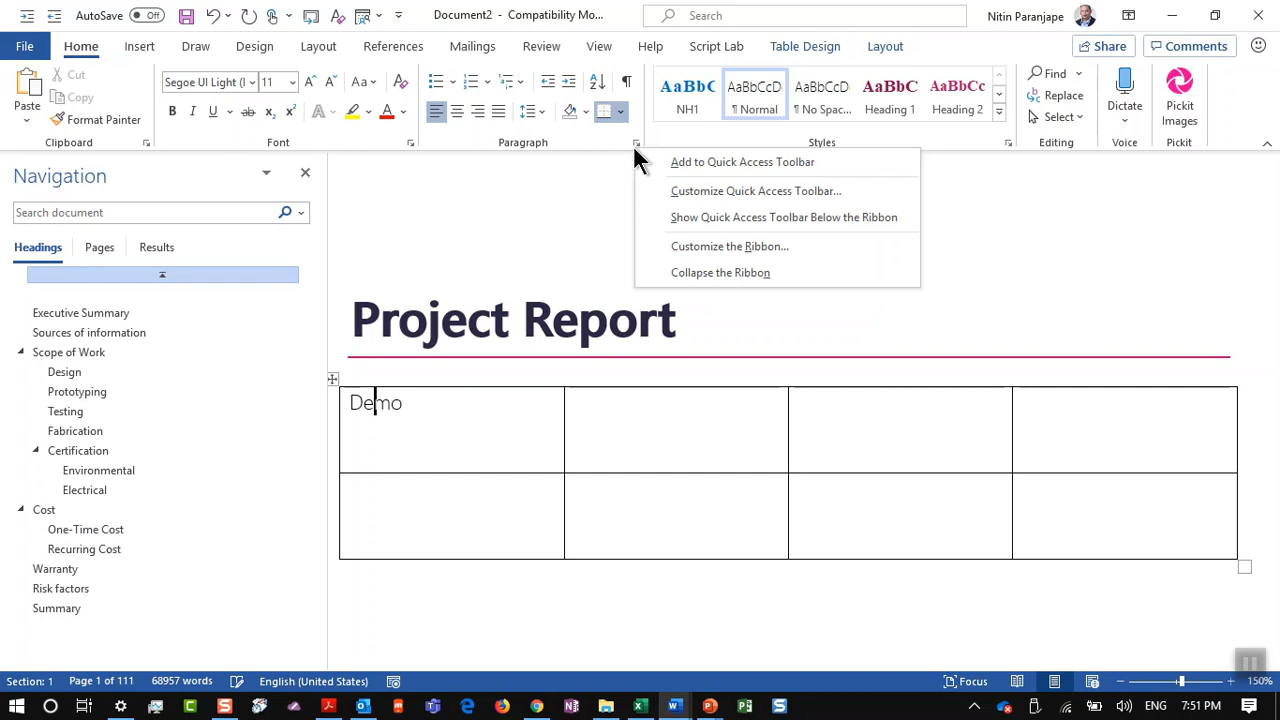 AutoSave Off Document2 - Compatibility Mo... Search Nitin Paranjape
File Home Insert Draw Design Layout References Mailings Review View Help Script Lab Table Design Layout Share Comments
Paste Cut Copy Format Painter
Clipboard
Segoe UI Light (I 11 Aa
B I U ab x₂ x² A
Font
Paragraph
AaBbC NH1
AaBbCcD ¶ Normal
AaBbCcD ¶ No Spac...
AaBbC Heading 1
AaBbCc Heading 2
Styles
Find
Replace
Select
Editing
Dictate
Voice
Pickit Images
Pickit
Add to Quick Access Toolbar
Customize Quick Access Toolbar...
Show Quick Access Toolbar Below the Ribbon
Customize the Ribbon...
Collapse the Ribbon
Navigation
Search document
Headings Pages Results
Executive Summary
Sources of information
Scope of Work
Design
Prototyping
Testing
Fabrication
Certification
Environmental
Electrical
Cost
One-Time Cost
Recurring Cost
Warranty
Risk factors
Summary
Project Report
Demo
Section: 1 Page 1 of 111 68957 words English (United States) Focus 150%
ENG 7:51 PM